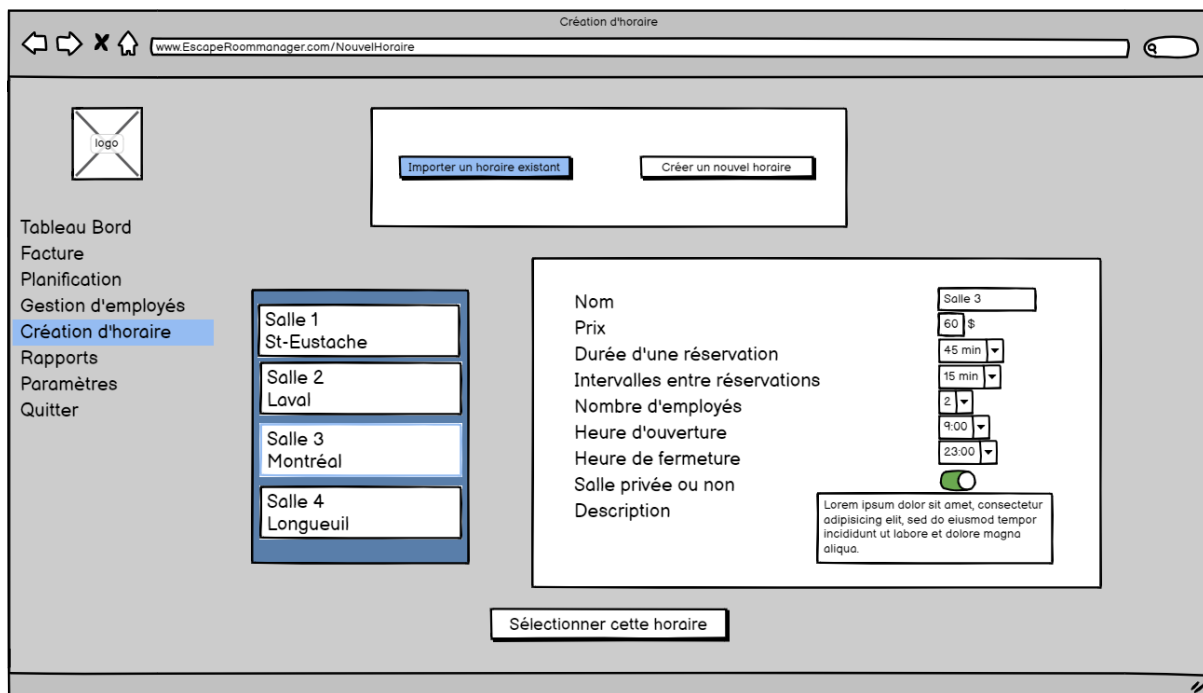 Création d'horaire
www.EscapeRoommanager.com/NouvelHoraire
logo
Importer un horaire existant
Créer un nouvel horaire
Tableau Bord
Facture
Planification
Gestion d'employés
Création d'horaire
Rapports
Paramètres
Quitter
Salle 1
St-Eustache
Salle 2
Laval
Salle 3
Montréal
Salle 4
Longueuil
Nom Salle 3
Prix 60 $
Durée d'une réservation 45 min
Intervalles entre réservations 15 min
Nombre d'employés 2
Heure d'ouverture 9:00
Heure de fermeture 23:00
Salle privée ou non
Description
Lorem ipsum dolor sit amet, consectetur
adipisicing elit, sed do eiusmod tempor
incididunt ut labore et dolore magna
aliqua.
Sélectionner cette horaire